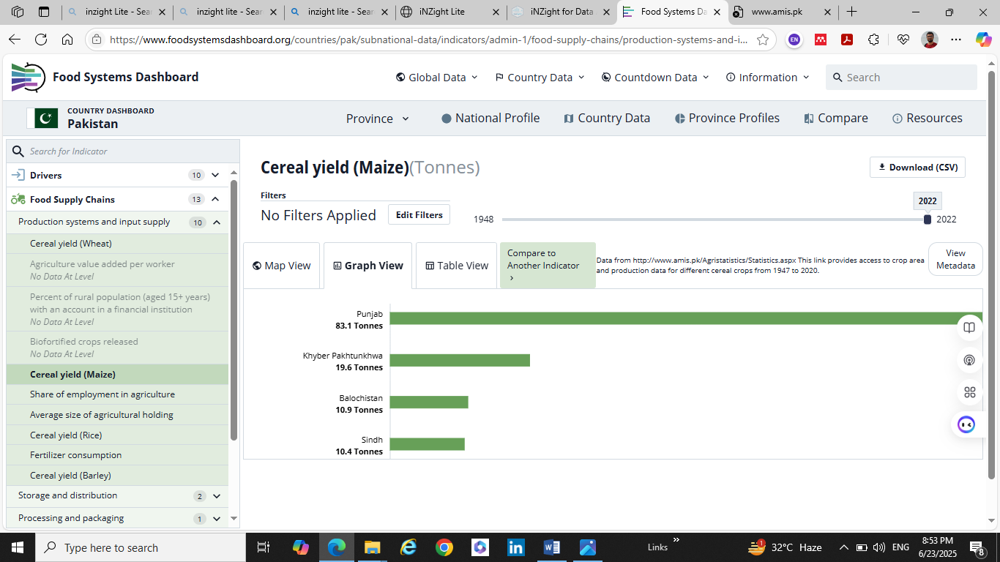 inzight Lite - Sear
inzight lite - Sear
inzight lite - Sear
iNZight Lite
iNZight for Data
Food Systems Da
www.amis.pk
https://www.foodsystemsdashboard.org/countries/pak/subnational-data/indicators/admin-1/food-supply-chains/production-systems-and-i...
EN
Food Systems Dashboard
Global Data
Country Data
Countdown Data
Information
Search
COUNTRY DASHBOARD
Pakistan
Province
National Profile
Country Data
Province Profiles
Compare
Resources
Search for Indicator
Drivers 10
Food Supply Chains 13
Production systems and input supply 10
Cereal yield (Wheat)
Agriculture value added per worker
No Data At Level
Percent of rural population (aged 15+ years)
with an account in a financial institution
No Data At Level
Biofortified crops released
No Data At Level
Cereal yield (Maize)
Share of employment in agriculture
Average size of agricultural holding
Cereal yield (Rice)
Fertilizer consumption
Cereal yield (Barley)
Storage and distribution 2
Processing and packaging 1
Cereal yield (Maize)(Tonnes)
Download (CSV)
Filters
No Filters Applied
Edit Filters
2022
1948
2022
Map View
Graph View
Table View
Compare to
Another Indicator
›
Data from http://www.amis.pk/Agristatistics/Statistics.aspx This link provides access to crop area
and production data for different cereal crops from 1947 to 2020.
View
Metadata
Punjab
83.1 Tonnes
Khyber Pakhtunkhwa
19.6 Tonnes
Balochistan
10.9 Tonnes
Sindh
10.4 Tonnes
Type here to search
Links
»
1
32°C Haze
ENG
8:53 PM
6/23/2025
8